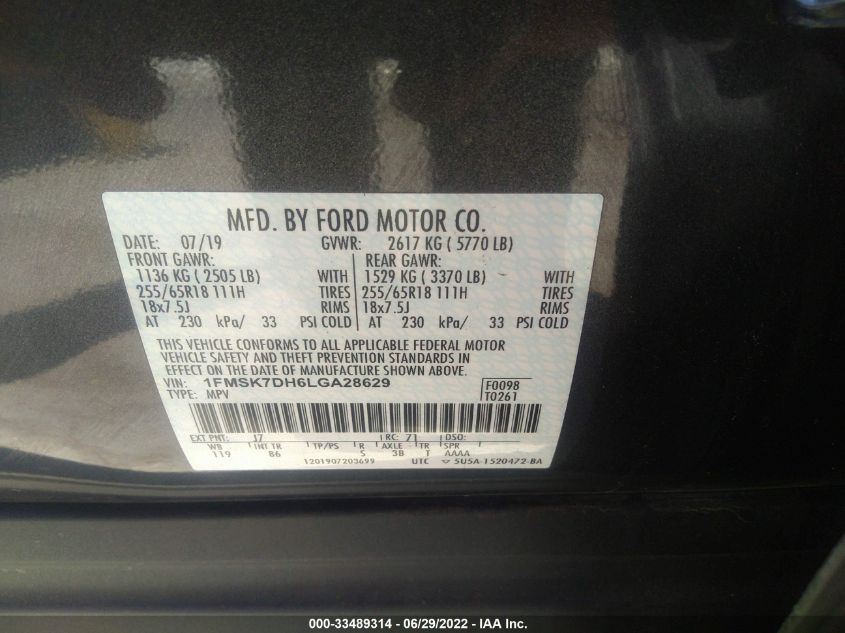 MFD. BY FORD MOTOR CO.
DATE: 07/19 GVWR: 2617 KG ( 5770 LB)
FRONT GAWR: REAR GAWR:
1136 KG ( 2505 LB) WITH 1529 KG ( 3370 LB) WITH
255/65R18 111H TIRES 255/65R18 111H TIRES
18x7.5J RIMS 18x7.5J RIMS
AT 230 kPa/ 33 PSI COLD AT 230 kPa/ 33 PSI COLD
THIS VEHICLE CONFORMS TO ALL APPLICABLE FEDERAL MOTOR
VEHICLE SAFETY AND THEFT PREVENTION STANDARDS IN
EFFECT ON THE DATE OF MANUFACTURE SHOWN ABOVE.
VIN: 1FMSK7DH6LGA28629 F0098
TYPE: MPV T0261
EXT PNT: J7 RC: 71 DSO:
WB INT TR TP/PS R AXLE TR SPR
119 B6 S 3B T AAAA
1201907203699 UTC 5U5A-1520472-BA
000-33489314 - 06/29/2022 - IAA Inc.